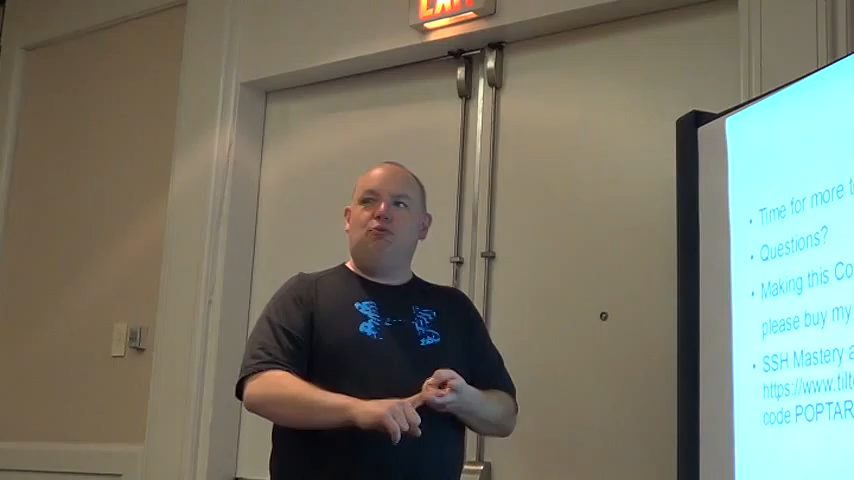 EXIT
• Time for more t
• Questions?
• Making this Co
please buy my
• SSH Mastery a
https://www.tilt
code POPTAR